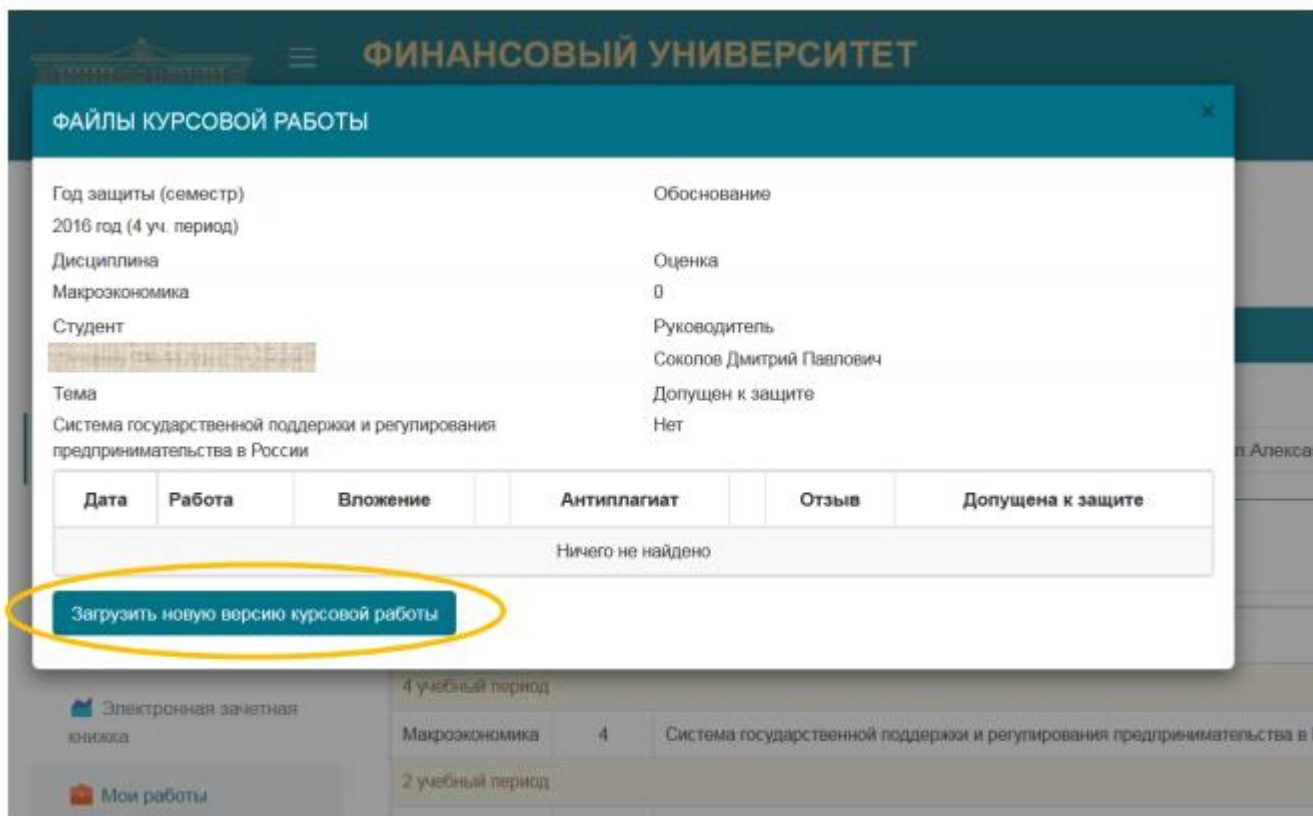 ФИНАНСОВЫЙ УНИВЕРСИТЕТ
ФАЙЛЫ КУРСОВОЙ РАБОТЫ
×
Год защиты (семестр)
Обоснование
2016 год (4 уч. период)
Дисциплина
Оценка
Макроэкономика
0
Студент
Руководитель
Соколов Дмитрий Павлович
Тема
Допущен к защите
Система государственной поддержки и регулирования
Нет
предпринимательства в России
Дата Работа Вложение Антиплагиат Отзыв Допущена к защите
Ничего не найдено
Загрузить новую версию курсовой работы
4 учебный период
Электронная зачетная
книжка
Макроэкономика 4 Система государственной поддержки и регулирования предпринимательства в
2 учебный период
Мои работы